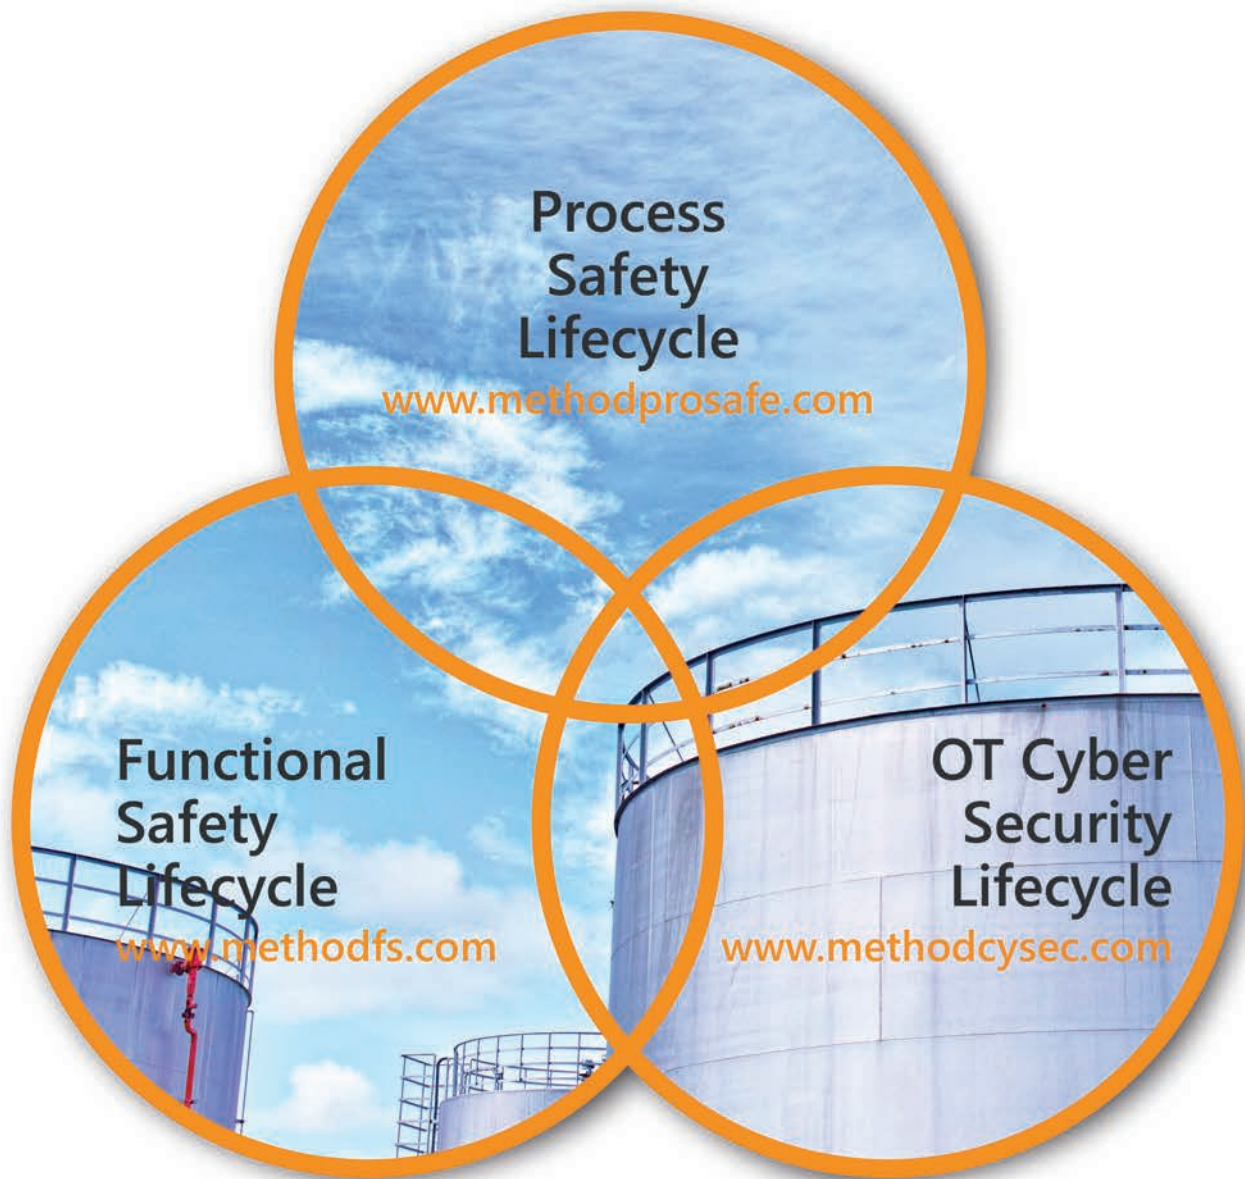 Process
Safety
Lifecycle
www.methodprosafe.com
Functional
Safety
Lifecycle
www.methodfs.com
OT Cyber
Security
Lifecycle
www.methodcysec.com